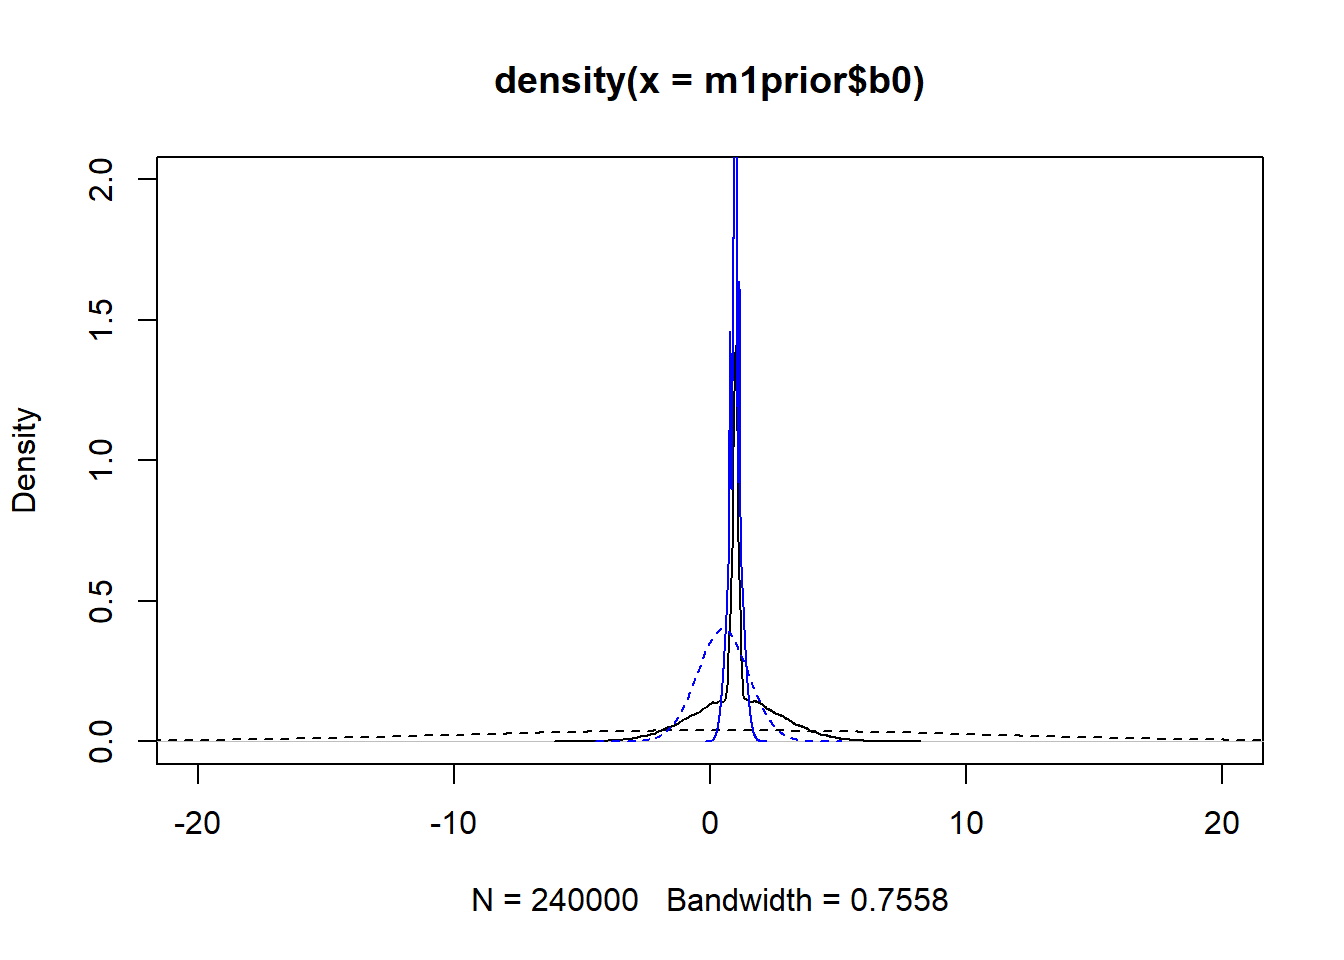 density(x = m1prior$b0)
Density
2.0
1.5
1.0
0.5
0.0
-20 -10 0 10 20
N = 240000 Bandwidth = 0.7558